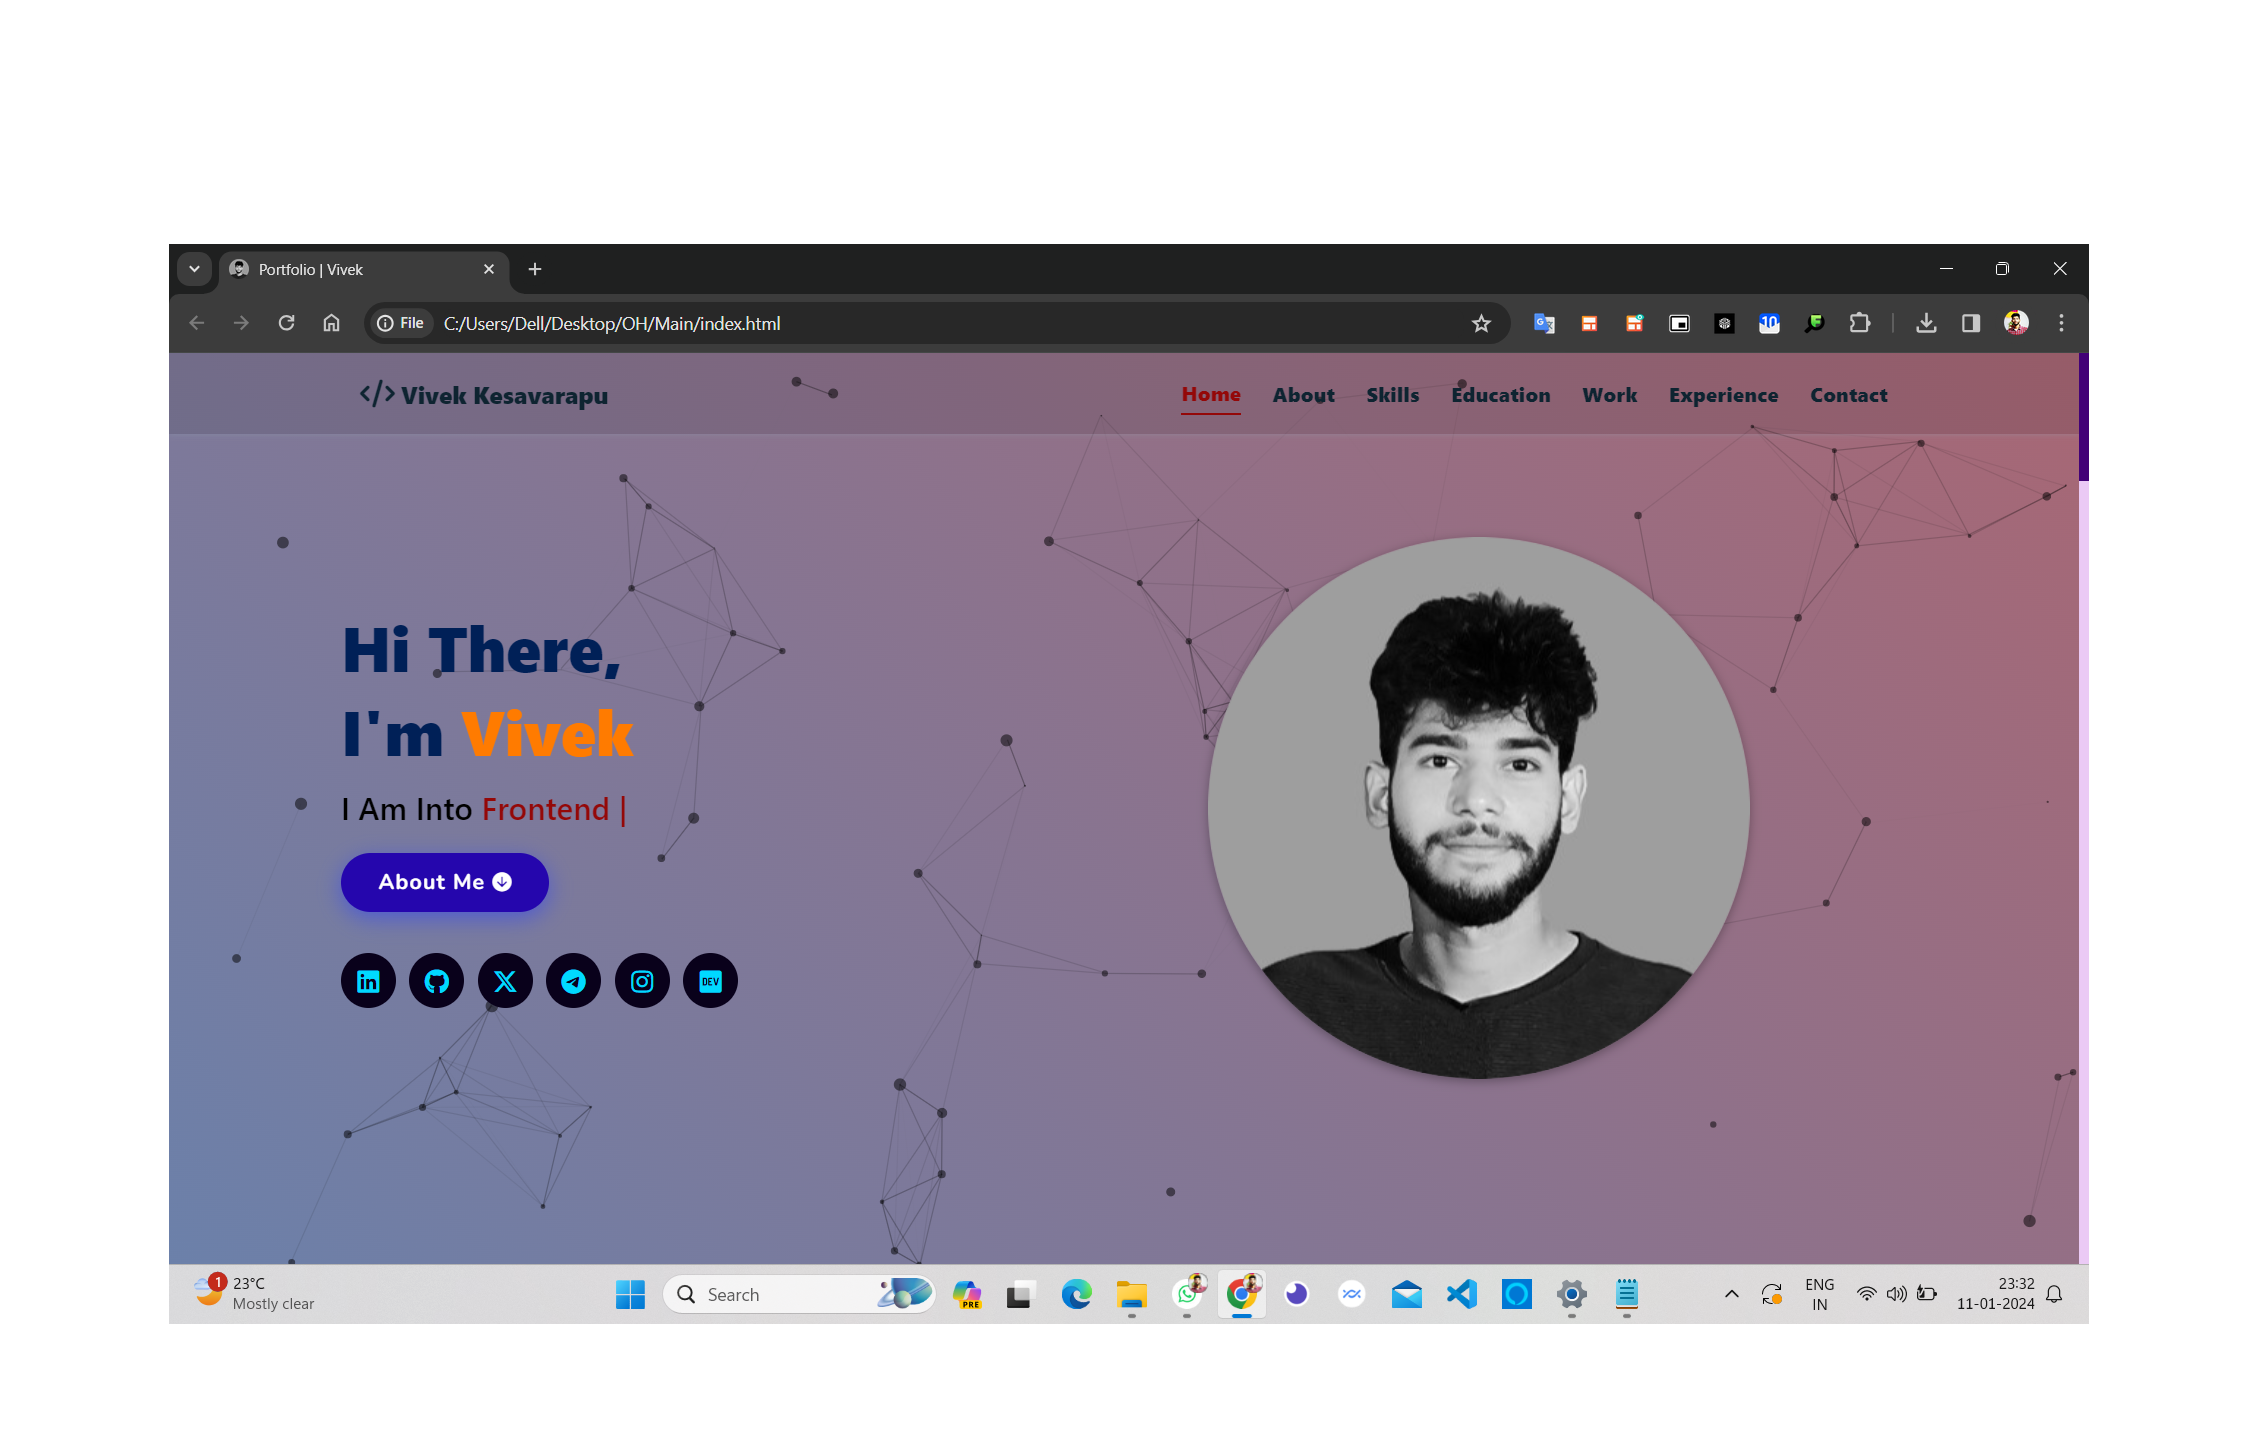 Portfolio | Vivek
File C:/Users/Dell/Desktop/OH/Main/index.html
</> Vivek Kesavarapu
Home About Skills Education Work Experience Contact
Hi There,
I'm Vivek
I Am Into Frontend |
About Me
DEV
1
23°C
Mostly clear
Search
PRE
ENG
IN
23:32
11-01-2024
10